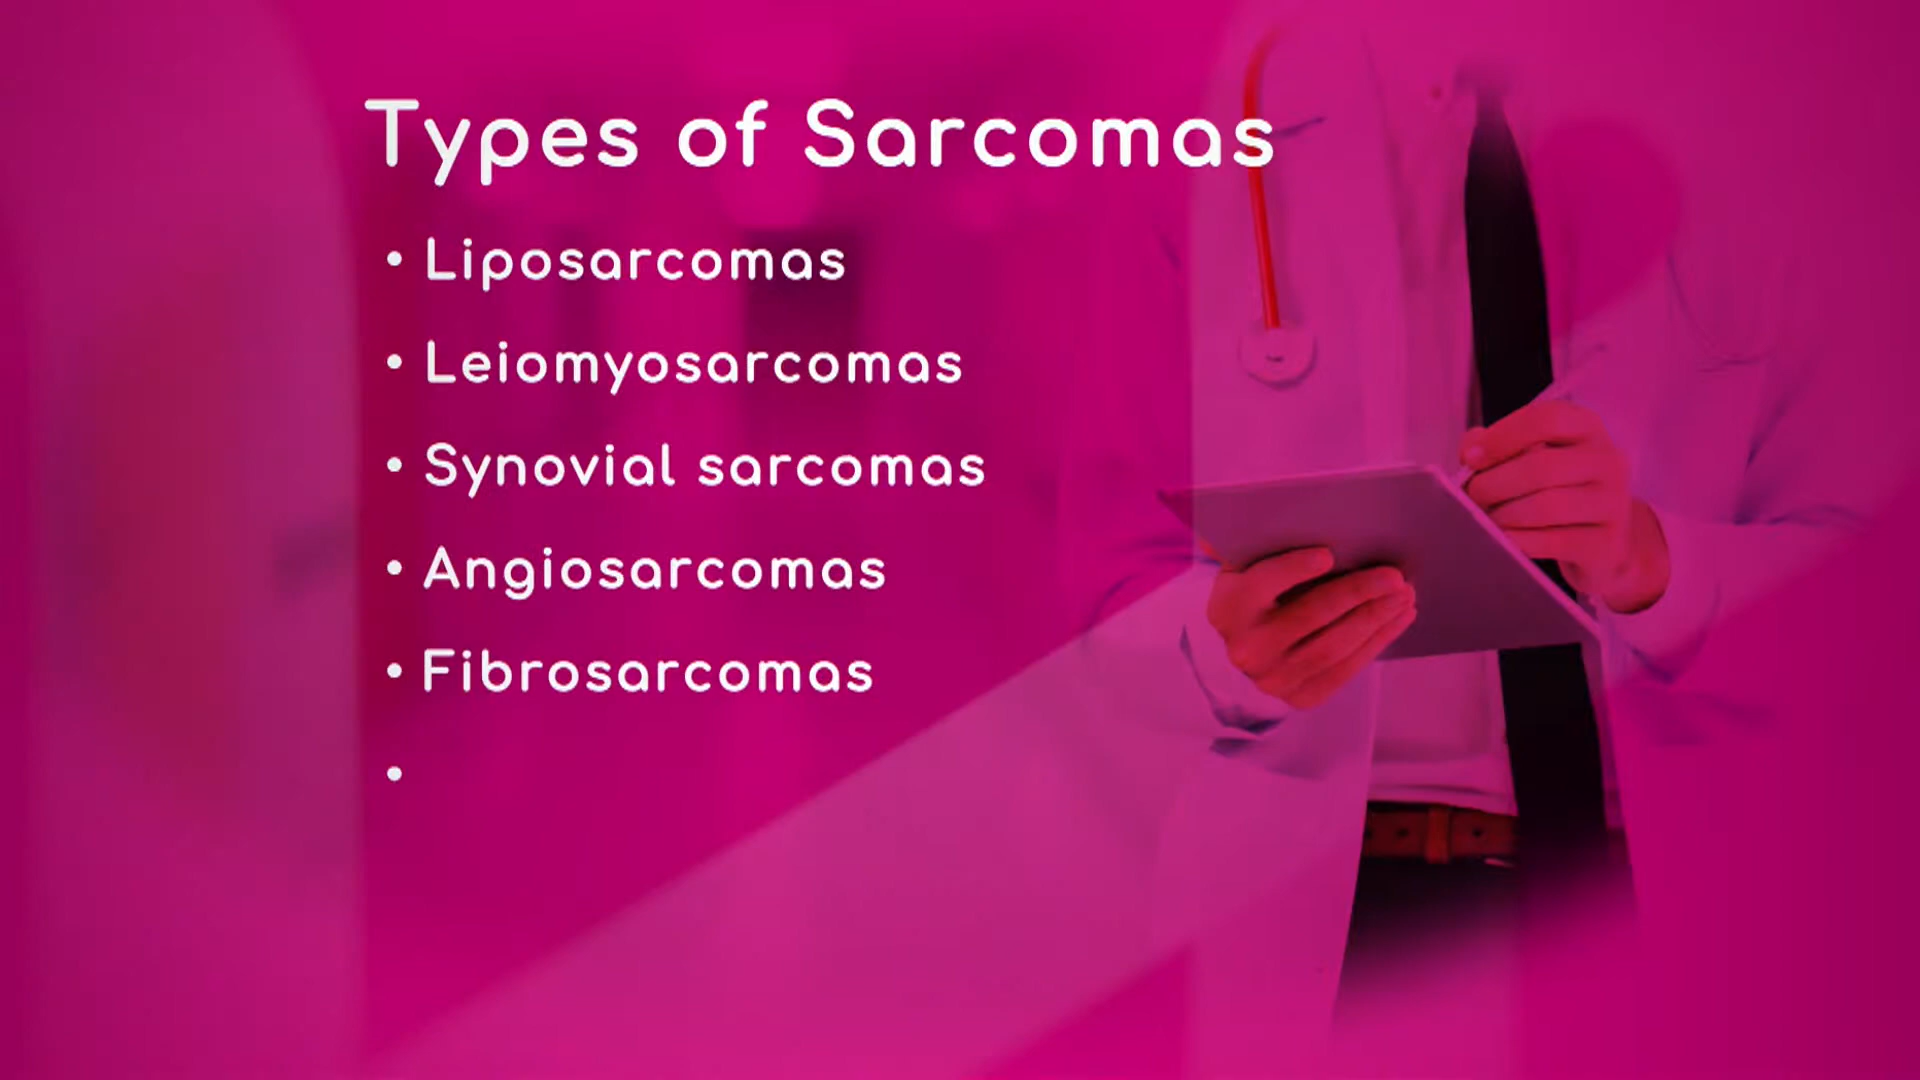 Types of Sarcomas
• Liposarcomas
• Leiomyosarcomas
• Synovial sarcomas
• Angiosarcomas
• Fibrosarcomas
•